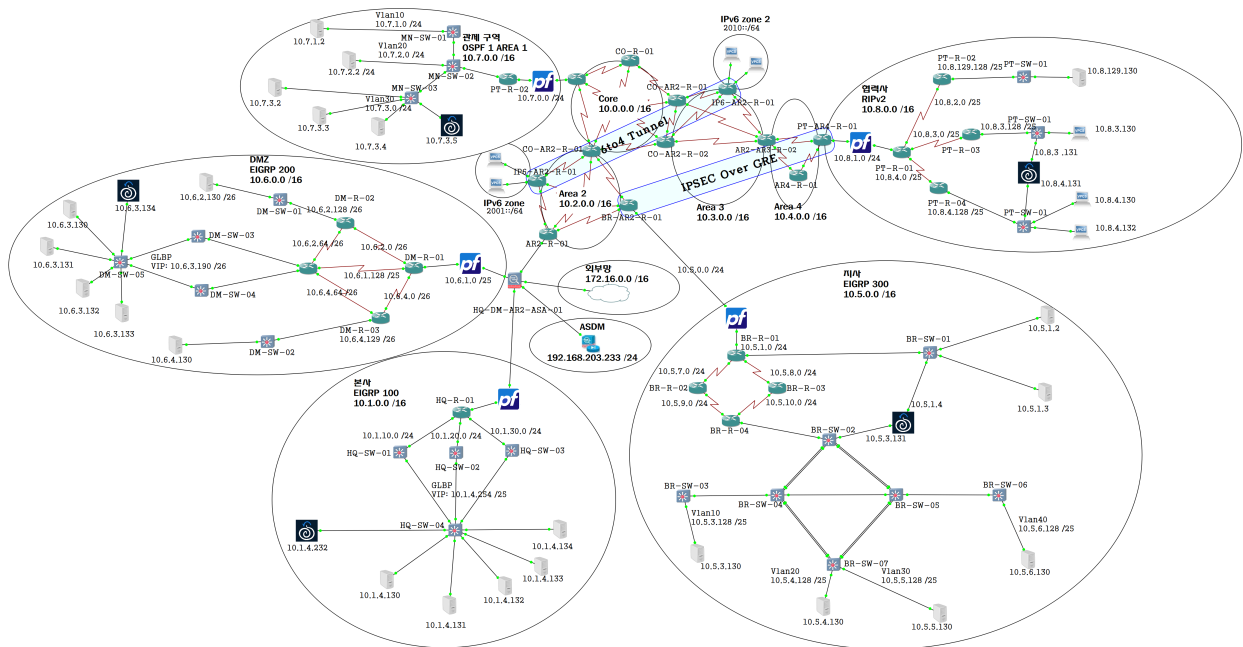 Vlan10
10.7.1.0 /24
MN-SW-01
10.7.1.2
Vlan20
10.7.2.0 /24
10.7.2.2 /24
MN-SW-02
관제 구역
OSPF 1 AREA 1
10.7.0.0 /16
MN-SW-03
10.7.3.2
Vlan30
10.7.3.0 /24
10.7.3.3
10.7.3.4
10.7.3.5
PT-R-02
pf
10.7.0.0 /24
CO-R-01
Core
10.0.0.0 /16
CO-AR2-R-01
IPv6 zone 2
2010::/64
IP6-AR2-R-01
6to4 Tunnel
CO-AR2-R-01
CO-AR2-R-02
AR2-AR3-R-02
PT-AR4-R-01
AR4-R-01
IPSEC Over GRE
IP6-AR2-R-01
IPv6 zone
2001::/64
Area 2
10.2.0.0 /16
BR-AR2-R-01
AR2-R-01
Area 3
10.3.0.0 /16
Area 4
10.4.0.0 /16
협력사
RIPv2
10.8.0.0 /16
pf
10.8.1.0 /24
PT-R-02
10.8.129.128 /25
PT-SW-01
10.8.129.130
10.8.2.0 /25
10.8.3.0 /25
10.8.3.128 /25
PT-SW-01
PT-R-03
10.8.3.130
10.8.3 .131
PT-R-01
10.8.4.0 /25
PT-R-04
10.8.4.128 /25
10.8.4.131
PT-SW-01
10.8.4.130
10.8.4.132
DMZ
EIGRP 200
10.6.0.0 /16
10.6.3.134
10.6.2.130 /26
DM-SW-01
DM-R-02
10.6.2.128 /26
10.6.3.130
DM-SW-03
GLBP
VIP: 10.6.3.190 /26
10.6.3.131
DM-SW-05
10.6.2.64 /26
10.6.2.0 /26
DM-R-01
10.6.1.128 /25
pf
10.6.1.0 /25
10.6.4.64 /26
10.6.4.0 /26
DM-SW-04
10.6.3.132
10.6.3.133
DM-R-03
10.6.4.129 /26
10.6.4.130
DM-SW-02
HQ-DM-AR2-ASA-01
외부망
172.16.0.0 /16
ASDM
192.168.203.233 /24
10.5.0.0 /24
본사
EIGRP 100
10.1.0.0 /16
pf
HQ-R-01
10.1.10.0 /24
10.1.20.0 /24
10.1.30.0 /24
HQ-SW-01
HQ-SW-02
HQ-SW-03
GLBP
VIP: 10.1.4.254 /25
HQ-SW-04
10.1.4.232
10.1.4.134
10.1.4.133
10.1.4.130
10.1.4.132
10.1.4.131
지사
EIGRP 300
10.5.0.0 /16
pf
BR-R-01
10.5.1.0 /24
10.5.7.0 /24
10.5.8.0 /24
BR-R-02
BR-R-03
10.5.9.0 /24
10.5.10.0 /24
BR-R-04
BR-SW-01
10.5.1.2
10.5.1.3
10.5.1.4
BR-SW-02
10.5.3.131
BR-SW-03
BR-SW-04
BR-SW-05
BR-SW-06
Vlan10
10.5.3.128 /25
10.5.3.130
Vlan40
10.5.6.128 /25
10.5.6.130
BR-SW-07
Vlan20
10.5.4.128 /25
Vlan30
10.5.5.128 /25
10.5.4.130
10.5.5.130